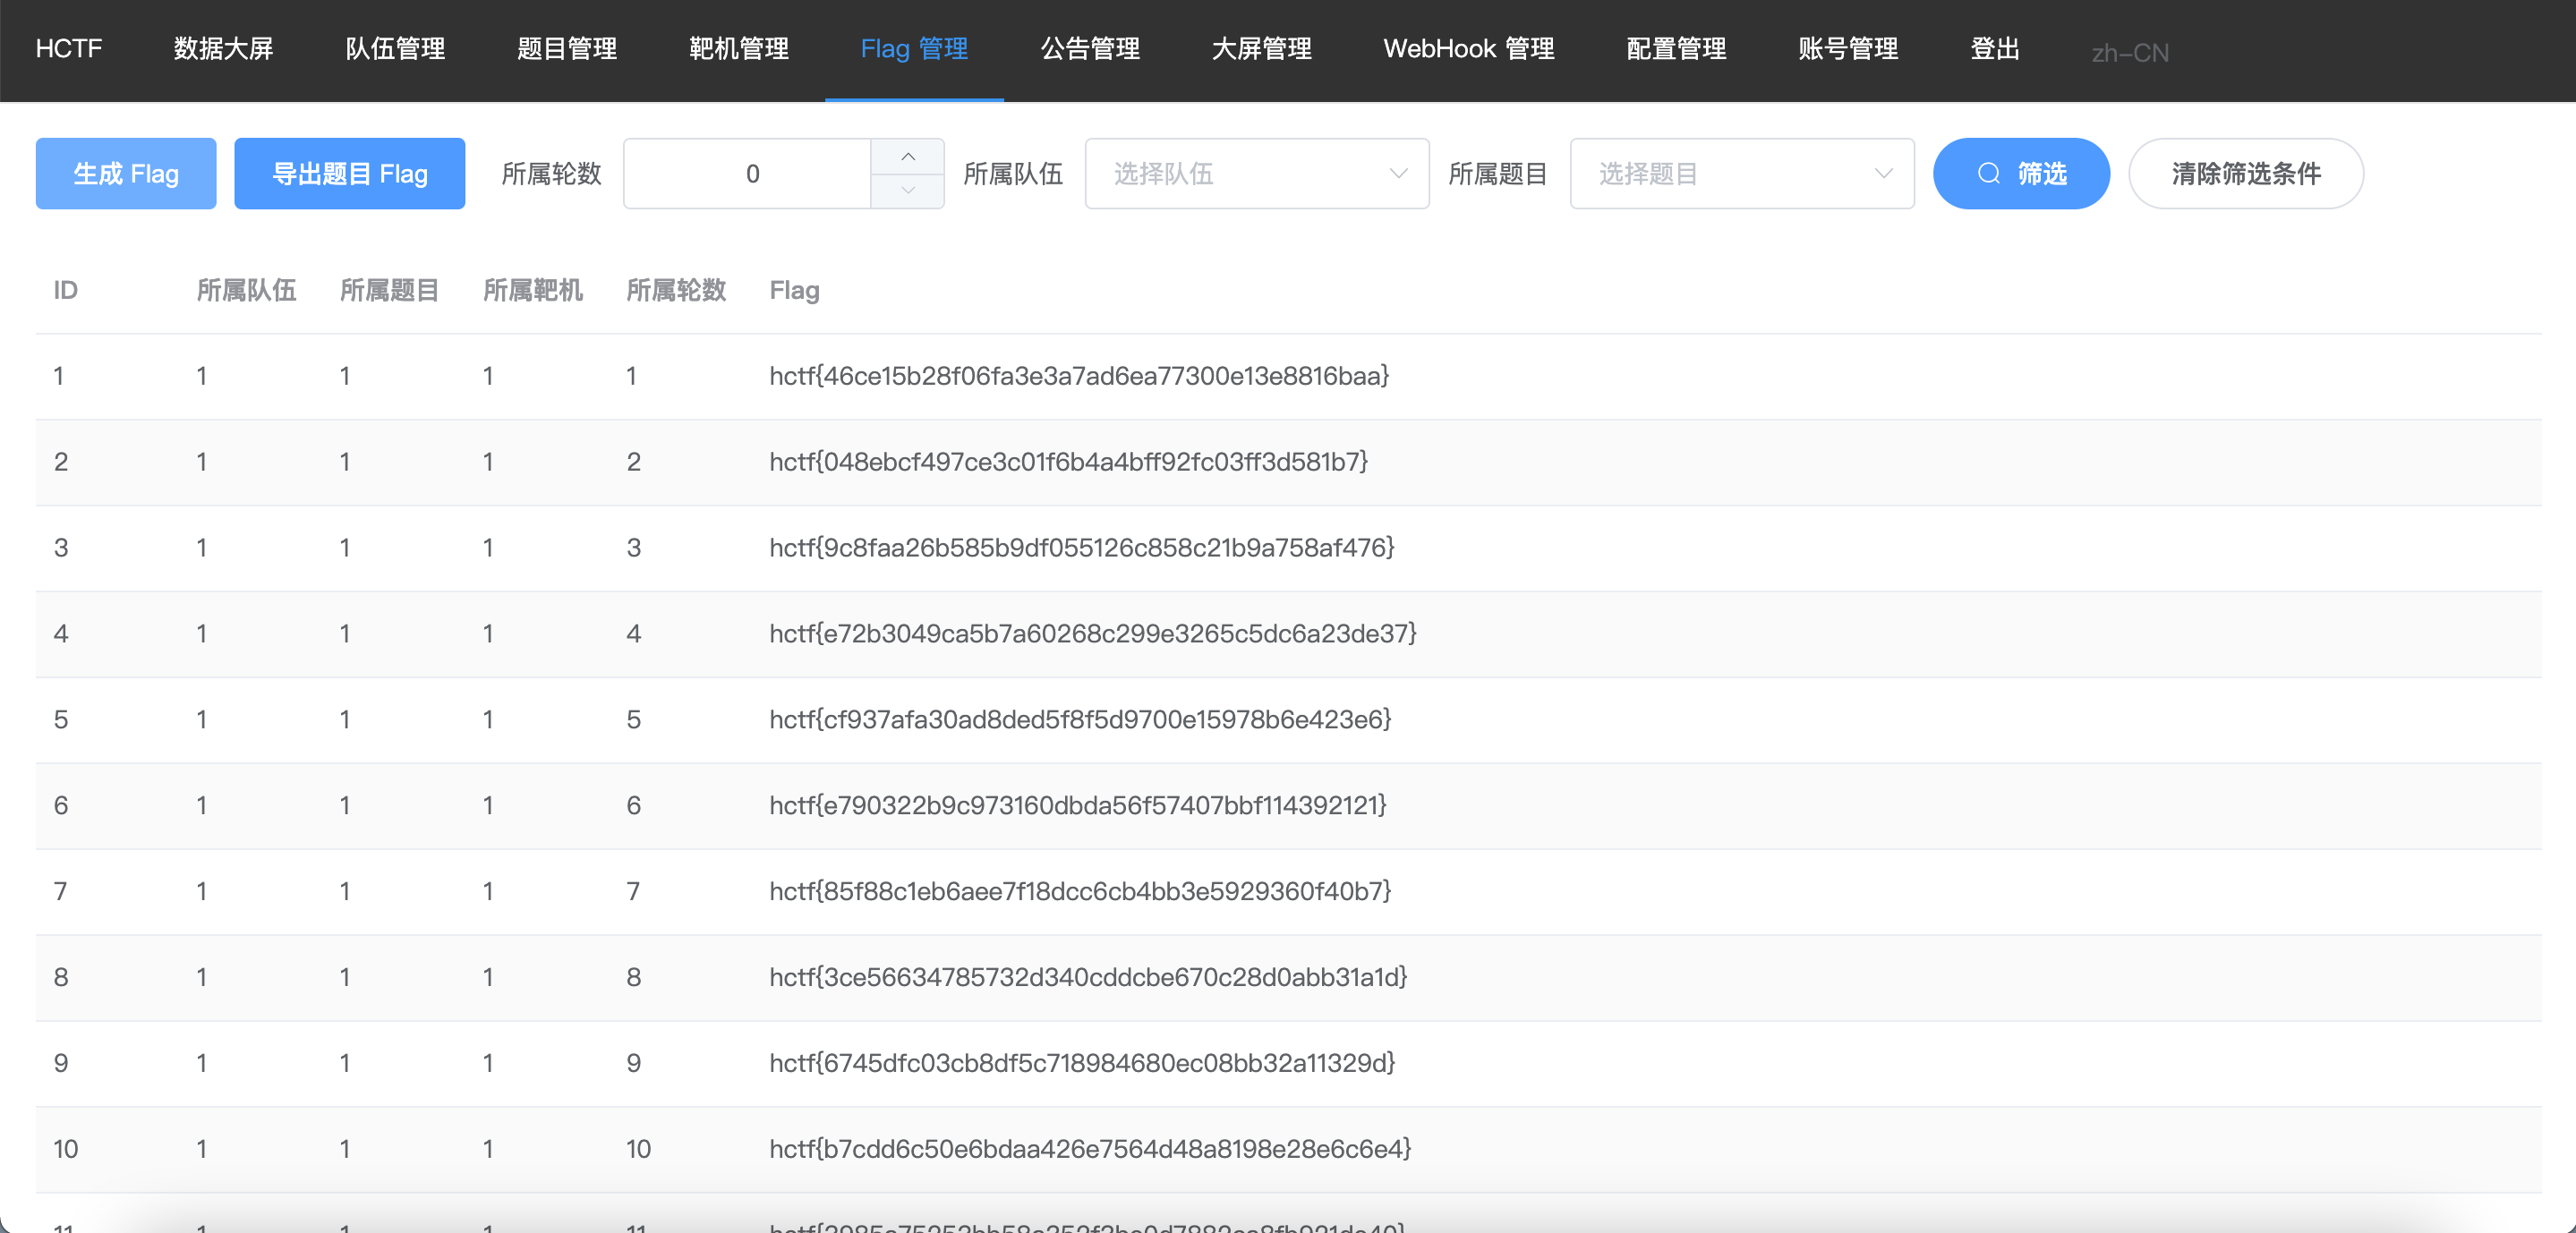 HCTF 数据大屏 队伍管理 题目管理 靶机管理 Flag 管理 公告管理 大屏管理 WebHook 管理 配置管理 账号管理 登出 zh-CN
生成 Flag 导出题目 Flag 所属轮数 0 所属队伍 选择队伍 所属题目 选择题目 筛选 清除筛选条件
ID 所属队伍 所属题目 所属靶机 所属轮数 Flag
1 1 1 1 1 hctf{46ce15b28f06fa3e3a7ad6ea77300e13e8816baa}
2 1 1 1 2 hctf{048ebcf497ce3c01f6b4a4bff92fc03ff3d581b7}
3 1 1 1 3 hctf{9c8faa26b585b9df055126c858c21b9a758af476}
4 1 1 1 4 hctf{e72b3049ca5b7a60268c299e3265c5dc6a23de37}
5 1 1 1 5 hctf{cf937afa30ad8ded5f8f5d9700e15978b6e423e6}
6 1 1 1 6 hctf{e790322b9c973160dbda56f57407bbf114392121}
7 1 1 1 7 hctf{85f88c1eb6aee7f18dcc6cb4bb3e5929360f40b7}
8 1 1 1 8 hctf{3ce56634785732d340cddcbe670c28d0abb31a1d}
9 1 1 1 9 hctf{6745dfc03cb8df5c718984680ec08bb32a11329d}
10 1 1 1 10 hctf{b7cdd6c50e6bdaa426e7564d48a8198e28e6c6e4}
11 1 1 1 11